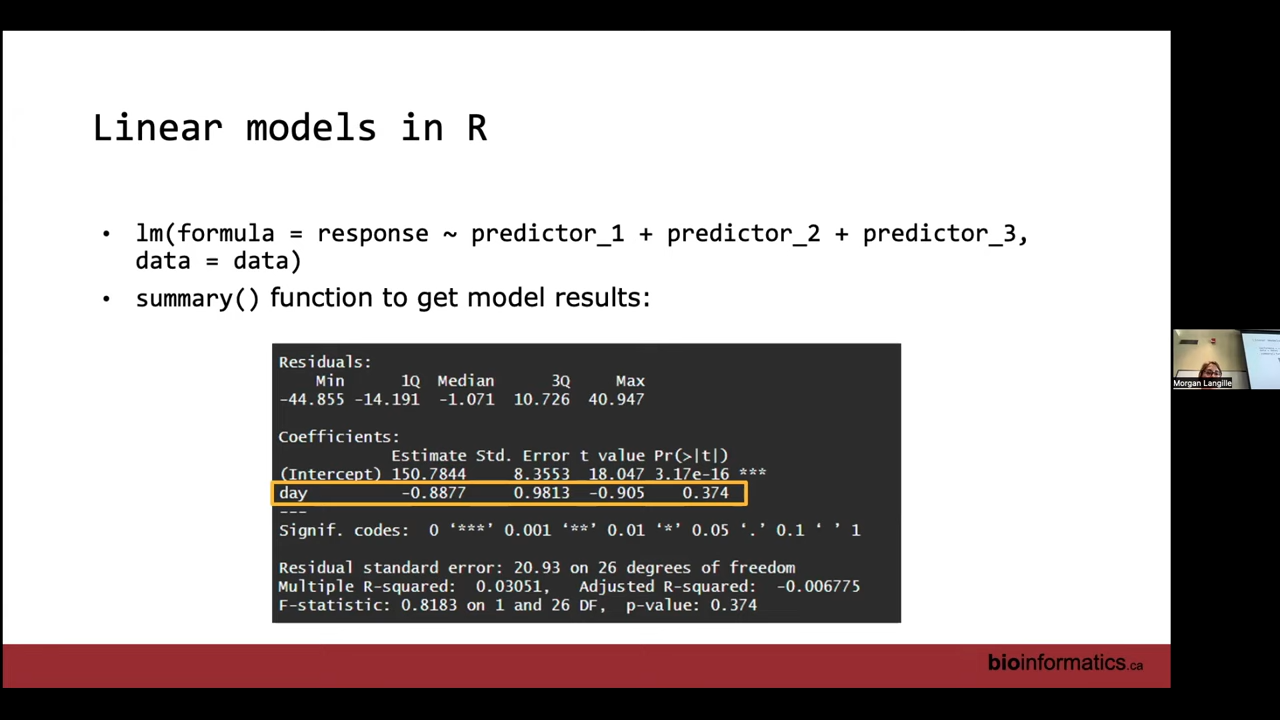 Linear models in R
• lm(formula = response ~ predictor_1 + predictor_2 + predictor_3,
data = data)
• summary() function to get model results:
Residuals:
Min 1Q Median 3Q Max
-44.855 -14.191 -1.071 10.726 40.947
Coefficients:
Estimate Std. Error t value Pr(>|t|)
(Intercept) 150.7844 8.3553 18.047 3.17e-16 ***
day -0.8877 0.9813 -0.905 0.374
---
Signif. codes: 0 ‘***’ 0.001 ‘**’ 0.01 ‘*’ 0.05 ‘.’ 0.1 ‘ ’ 1
Residual standard error: 20.93 on 26 degrees of freedom
Multiple R-squared: 0.03051, Adjusted R-squared: -0.006775
F-statistic: 0.8183 on 1 and 26 DF, p-value: 0.374
Morgan Langille
bioinformatics.ca